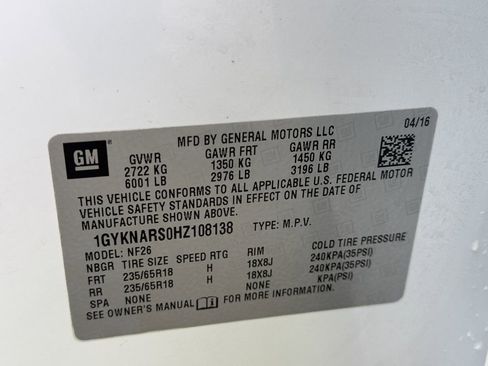 04/16
MFD BY GENERAL MOTORS LLC
GM
GVWR GAWR FRT GAWR RR
2722 KG 1350 KG 1450 KG
6001 LB 2976 LB 3196 LB
THIS VEHICLE CONFORMS TO ALL APPLICABLE U.S. FEDERAL MOTOR
VEHICLE SAFETY STANDARDS IN EFFECT ON THE DATE OF
MANUFACTURE SHOWN ABOVE.
1GYKNARS0HZ108138 TYPE: M.P.V.
MODEL: NF26
NBGR TIRE SIZE SPEED RTG RIM COLD TIRE PRESSURE
FRT 235/65R18 H 18X8J 240KPA(35PSI)
RR 235/65R18 H 18X8J 240KPA(35PSI)
SPA NONE NONE KPA(PSI)
SEE OWNER'S MANUAL FOR MORE INFORMATION.